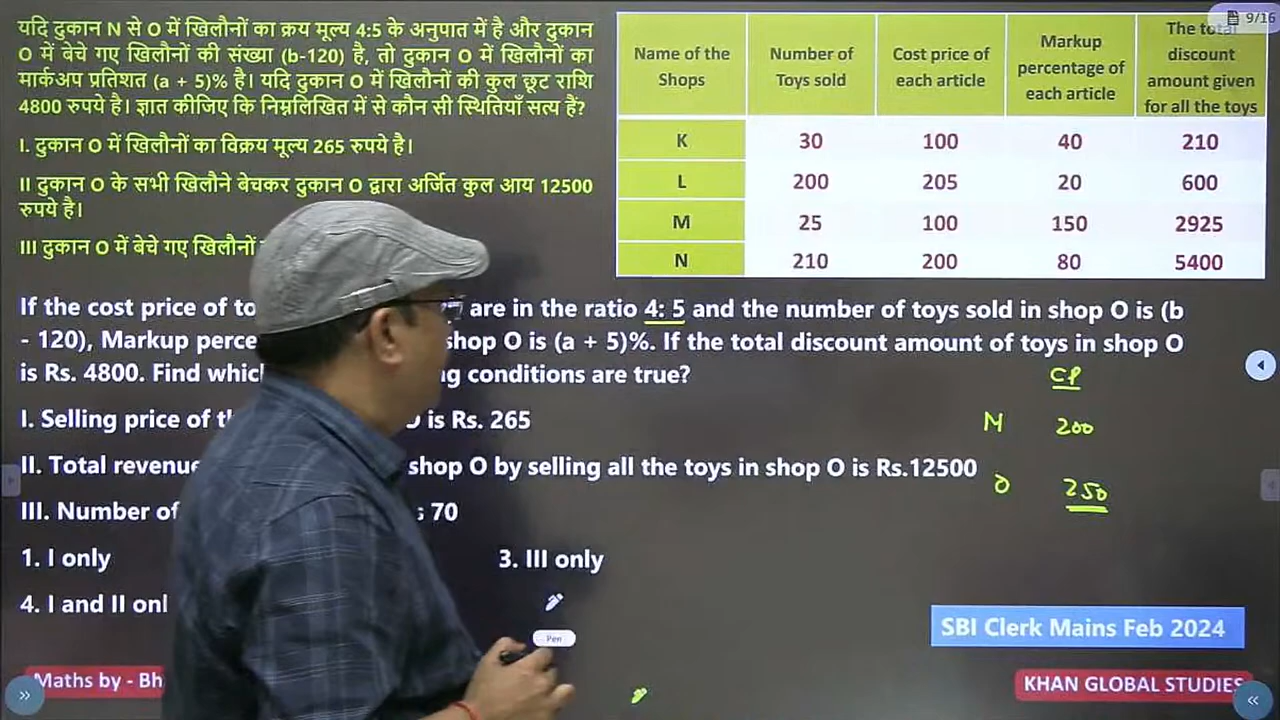 यदि दुकान N से O में खिलौनों का क्रय मूल्य 4:5 के अनुपात में है और दुकान
O में बेचे गए खिलौनों की संख्या (b-120) है, तो दुकान O में खिलौनों का
मार्कअप प्रतिशत (a + 5)% है। यदि दुकान O में खिलौनों की कुल छूट राशि
4800 रुपये है। ज्ञात कीजिए कि निम्नलिखित में से कौन सी स्थितियाँ सत्य हैं?
I. दुकान O में खिलौनों का विक्रय मूल्य 265 रुपये है।
II दुकान O के सभी खिलौने बेचकर दुकान O द्वारा अर्जित कुल आय 12500
रुपये है।
III दुकान O में बेचे गए खिलौनों
9/16
Name of the Shops Number of Toys sold Cost price of each article Markup percentage of each article The total discount amount given for all the toys
K 30 100 40 210
L 200 205 20 600
M 25 100 150 2925
N 210 200 80 5400
If the cost price of are in the ratio 4: 5 and the number of toys sold in shop O is (b
- 120), Markup shop O is (a + 5)%. If the total discount amount of toys in shop O
is Rs. 4800. Find conditions are true?
I. Selling price of is Rs. 265
II. Total shop O by selling all the toys in shop O is Rs.12500
III. Number of 70
CP
N 200
O 250
1. I only 3. III only
4. I and II
Pen
SBI Clerk Mains Feb 2024
Maths by - KHAN GLOBAL STUDIES